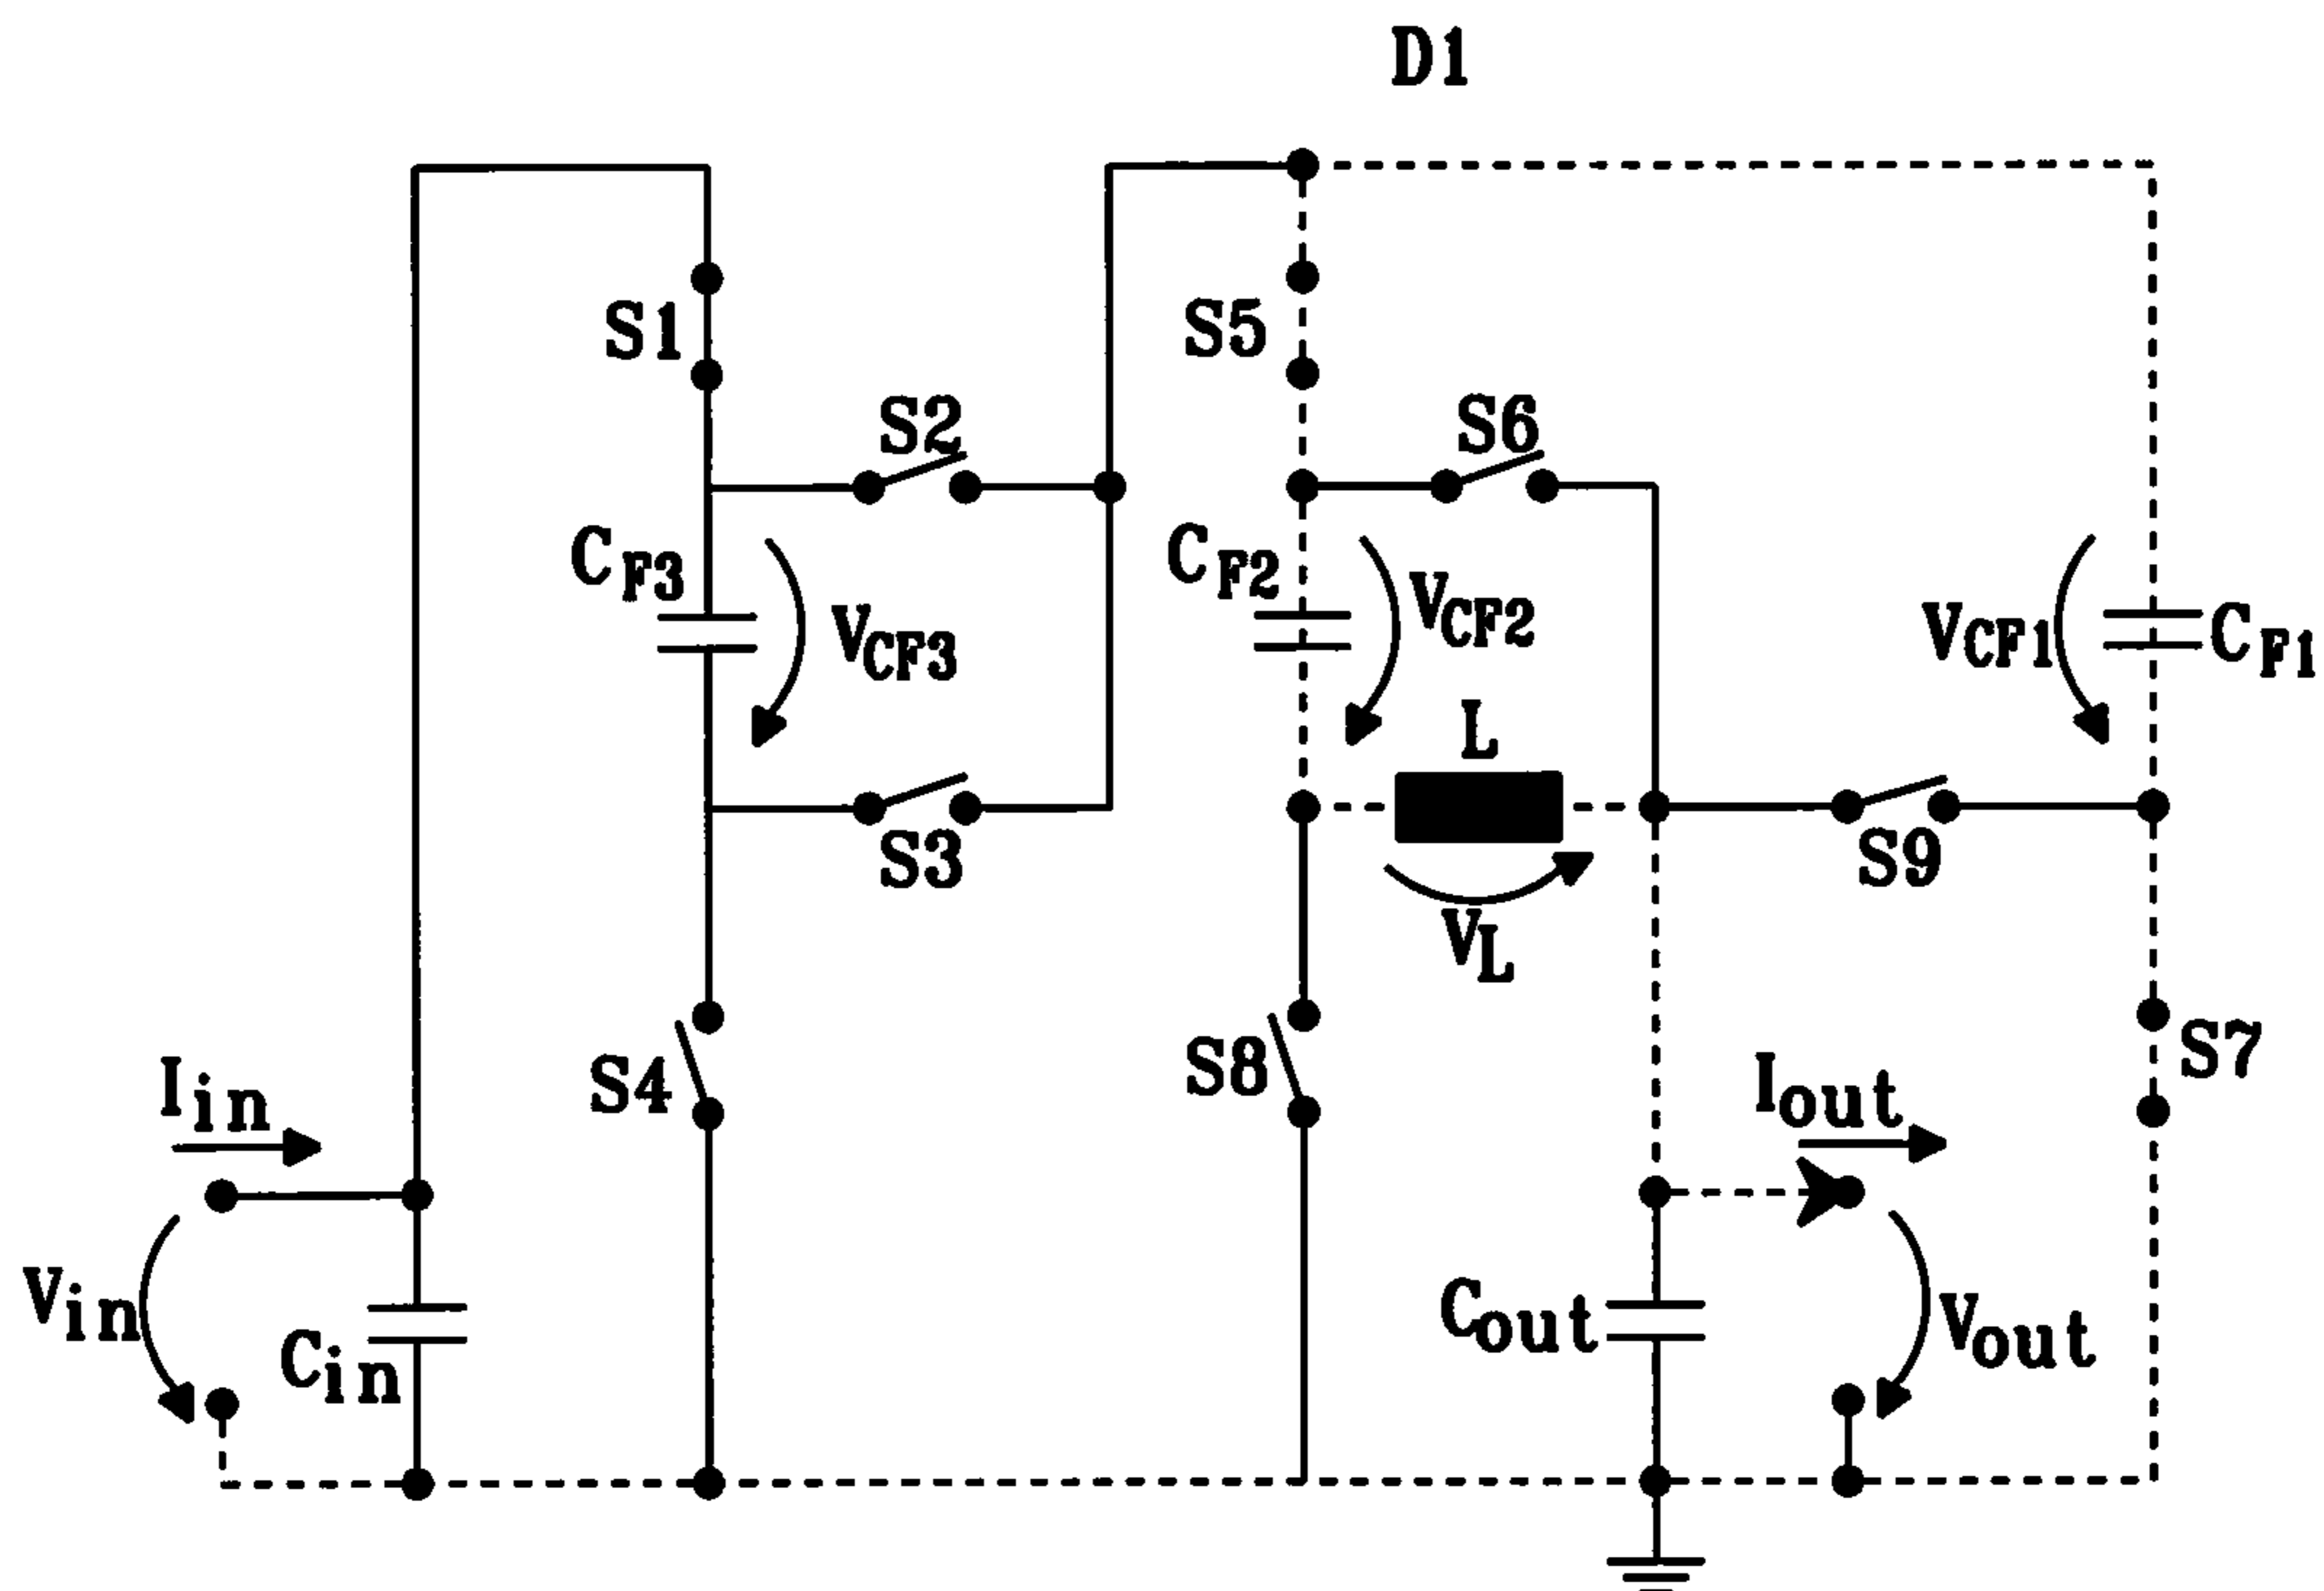 D1
S1
S5
S2
S6
CF3
VCF3
CF2
VCF2
VCF1
CF1
L
S3
S9
VL
S4
S8
S7
Iin
Iout
Vin
Cin
Cout
Vout